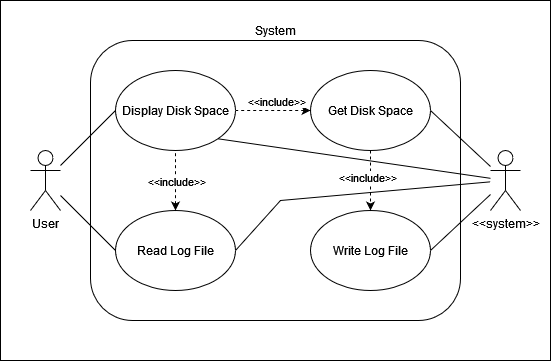 System
Display Disk Space
<<include>>
Get Disk Space
<<include>>
<<include>>
User
<<system>>
Read Log File
Write Log File